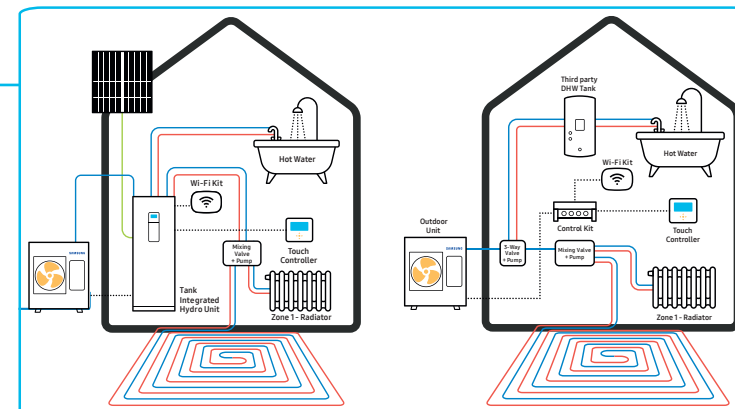 Hot Water
Wi-Fi Kit
SAMSUNG
Mixing
Valve
+ Pump
Touch
Controller
Tank
Integrated
Hydro Unit
Zone 1 - Radiator
Third party
DHW Tank
Hot Water
Wi-Fi Kit
Outdoor
Unit
Control Kit
Touch
Controller
SAMSUNG
3-Way
Valve
+ Pump
Mixing Valve
+ Pump
Zone 1 - Radiator